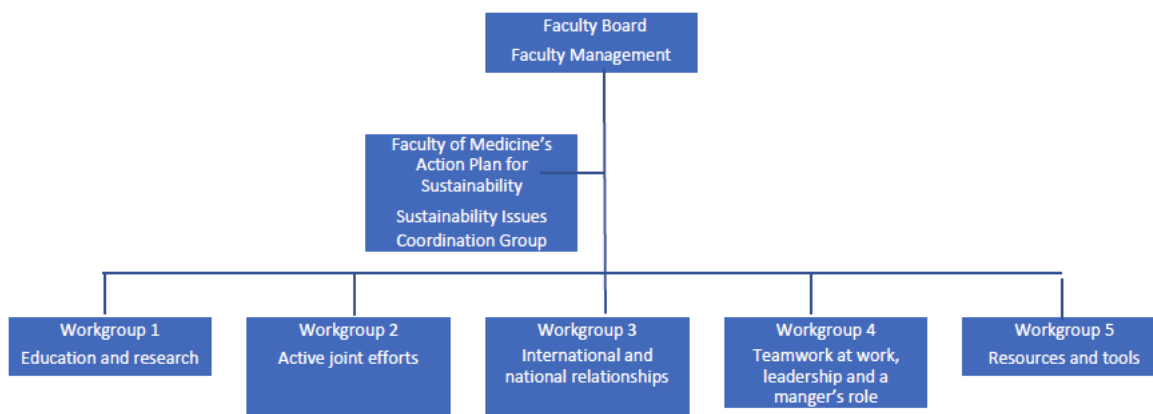 Faculty Board
Faculty Management
Faculty of Medicine's
Action Plan for
Sustainability
Sustainability Issues
Coordination Group
Workgroup 1
Education and research
Workgroup 2
Active joint efforts
Workgroup 3
International and
national relationships
Workgroup 4
Teamwork at work,
leadership and a
manger's role
Workgroup 5
Resources and tools